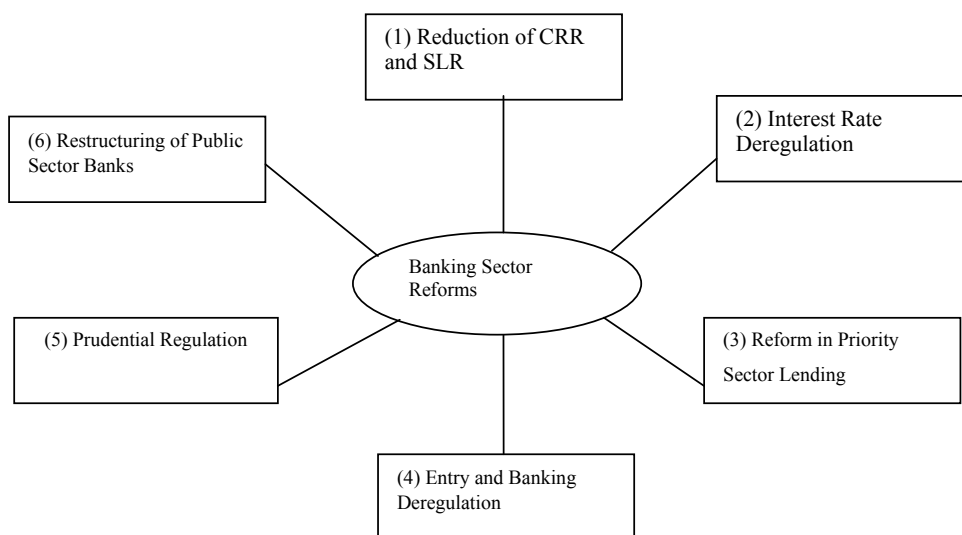 (1) Reduction of CRR
and SLR
(2) Interest Rate
Deregulation
(6) Restructuring of Public
Sector Banks
Banking Sector
Reforms
(5) Prudential Regulation
(3) Reform in Priority
Sector Lending
(4) Entry and Banking
Deregulation